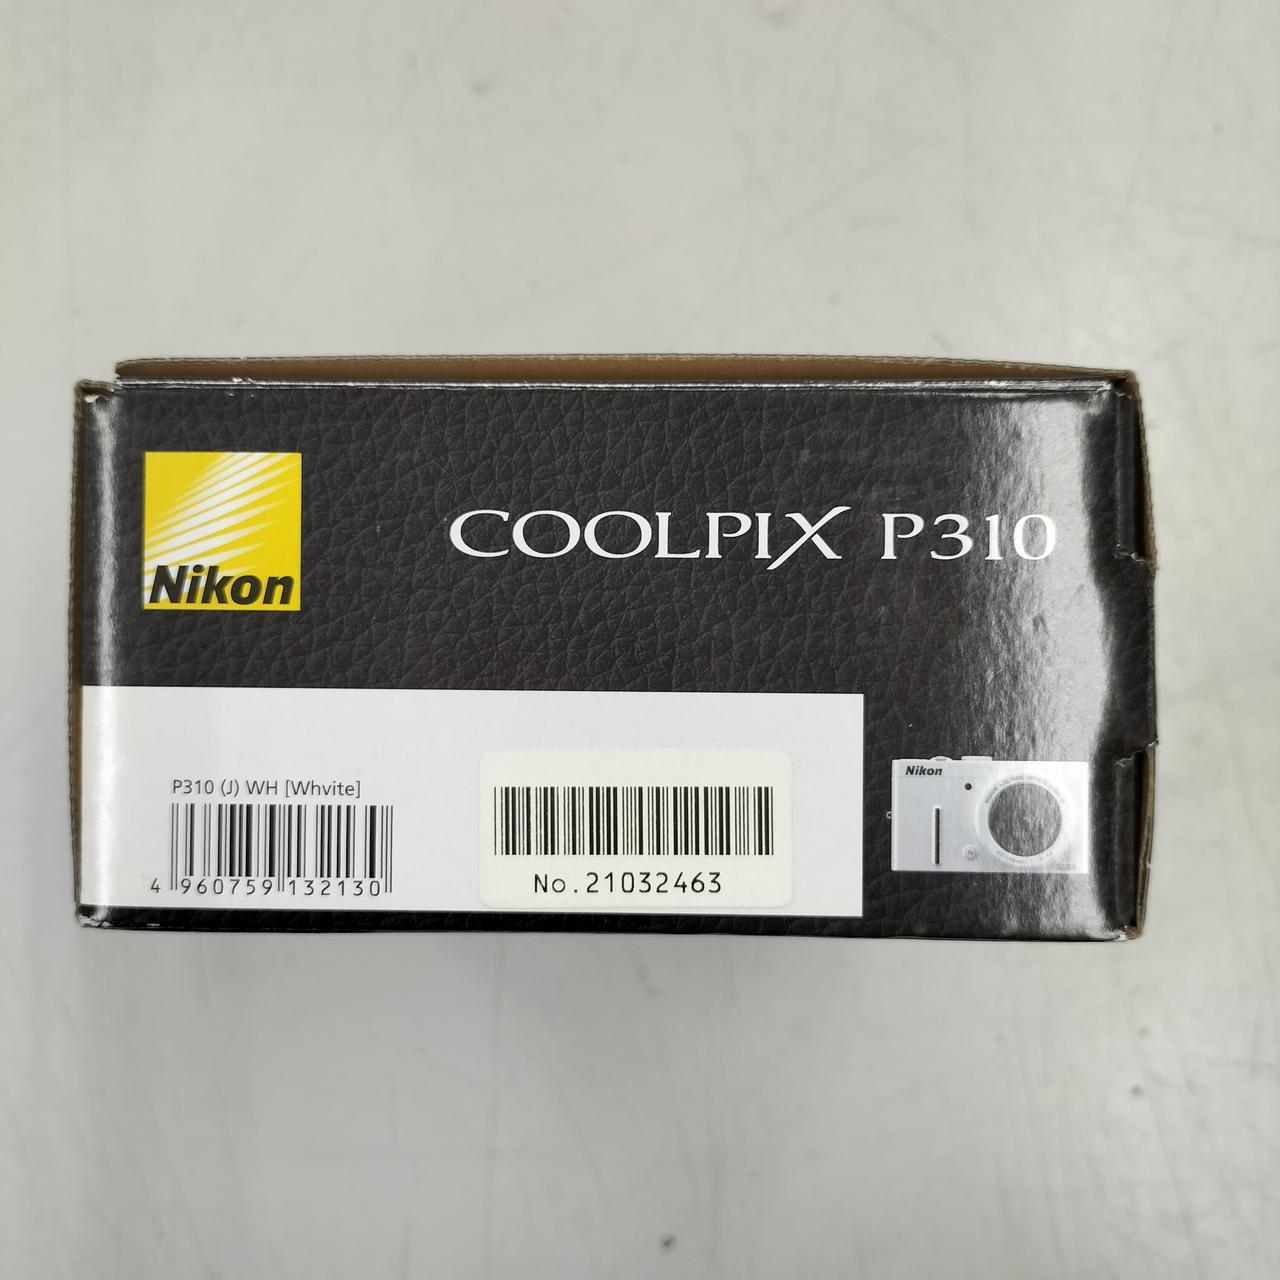 Nikon
COOLPIX P310
P310 (J) WH [Whvite]
4 960759 132130
No.21032463
Nikon